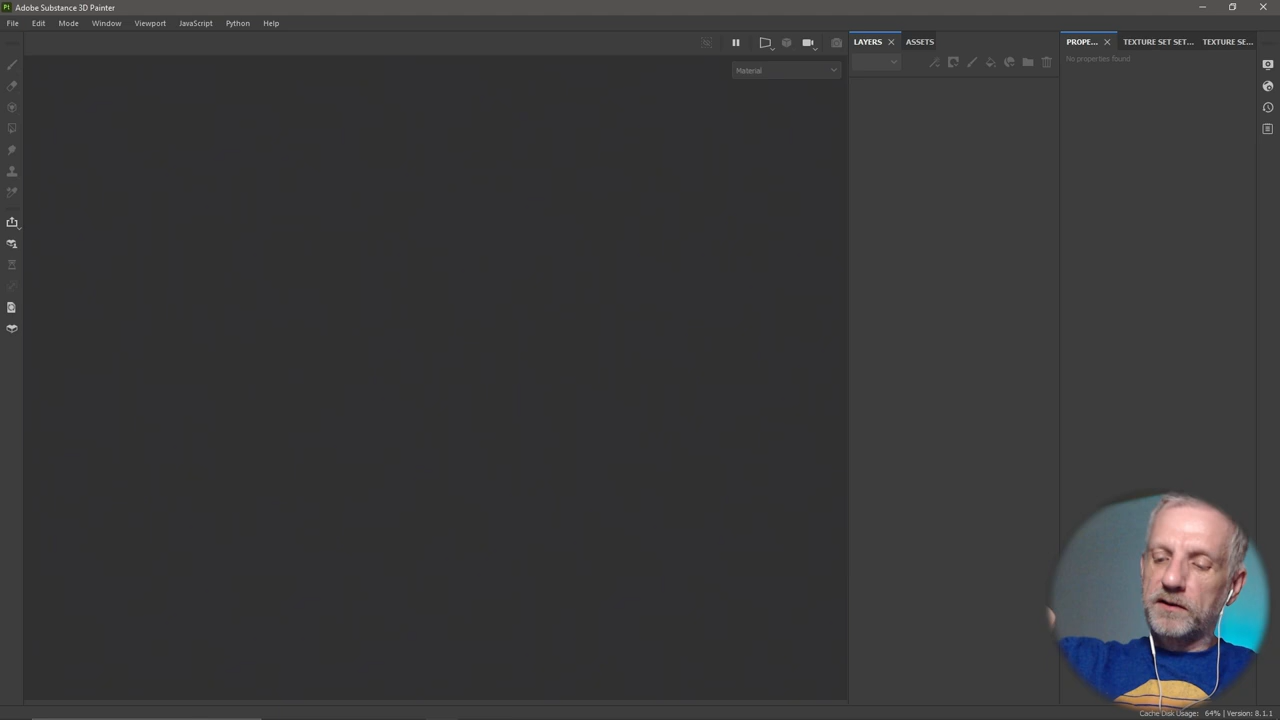 Pt Adobe Substance 3D Painter
File Edit Mode Window Viewport JavaScript Python Help
LAYERS ASSETS PROPE... TEXTURE SET SET... TEXTURE SE...
No properties found
Material
Cache Disk Usage: 64% | Version: 8.1.1